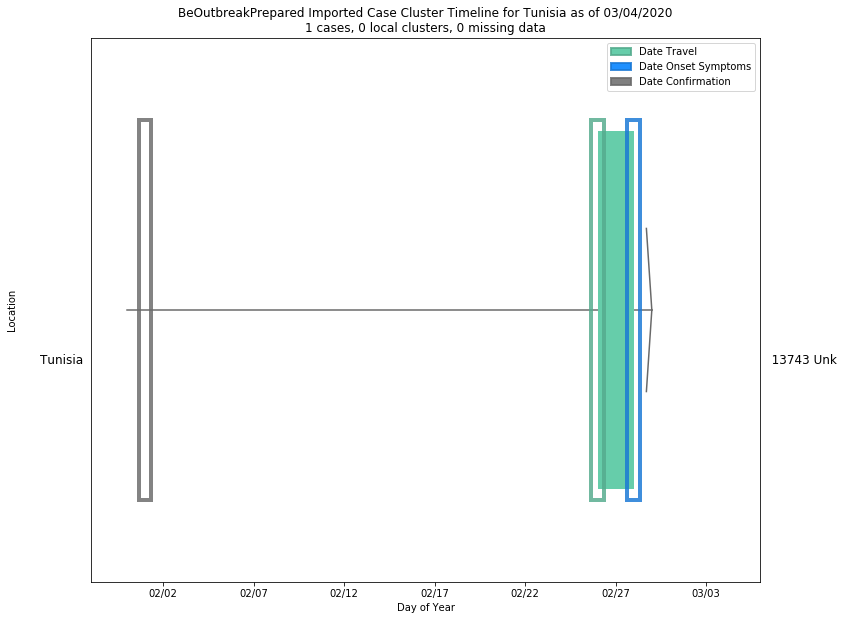 BeOutbreakPrepared Imported Case Cluster Timeline for Tunisia as of 03/04/2020
1 cases, 0 local clusters, 0 missing data
Date Travel
Date Onset Symptoms
Date Confirmation
Location
Tunisia
13743 Unk
02/02 02/07 02/12 02/17 02/22 02/27 03/03
Day of Year